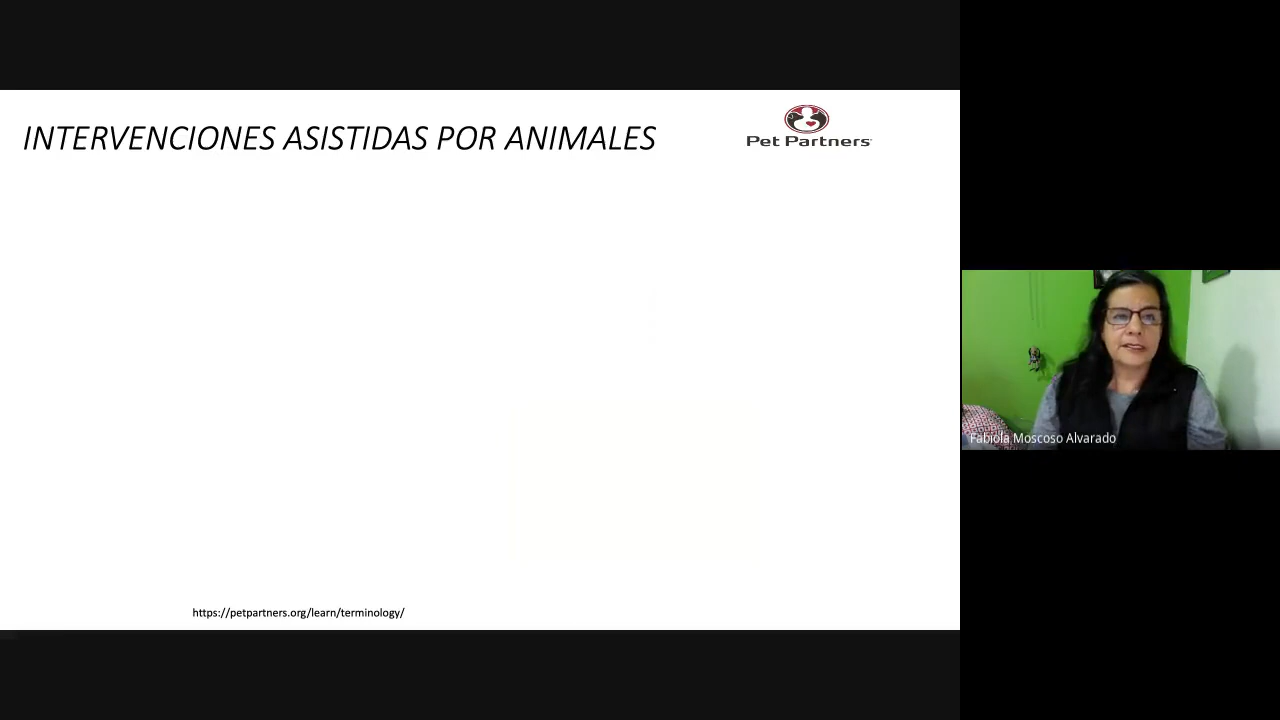 INTERVENCIONES ASISTIDAS POR ANIMALES
Pet Partners
https://petpartners.org/learn/terminology/
Fabiola Moscoso Alvarado